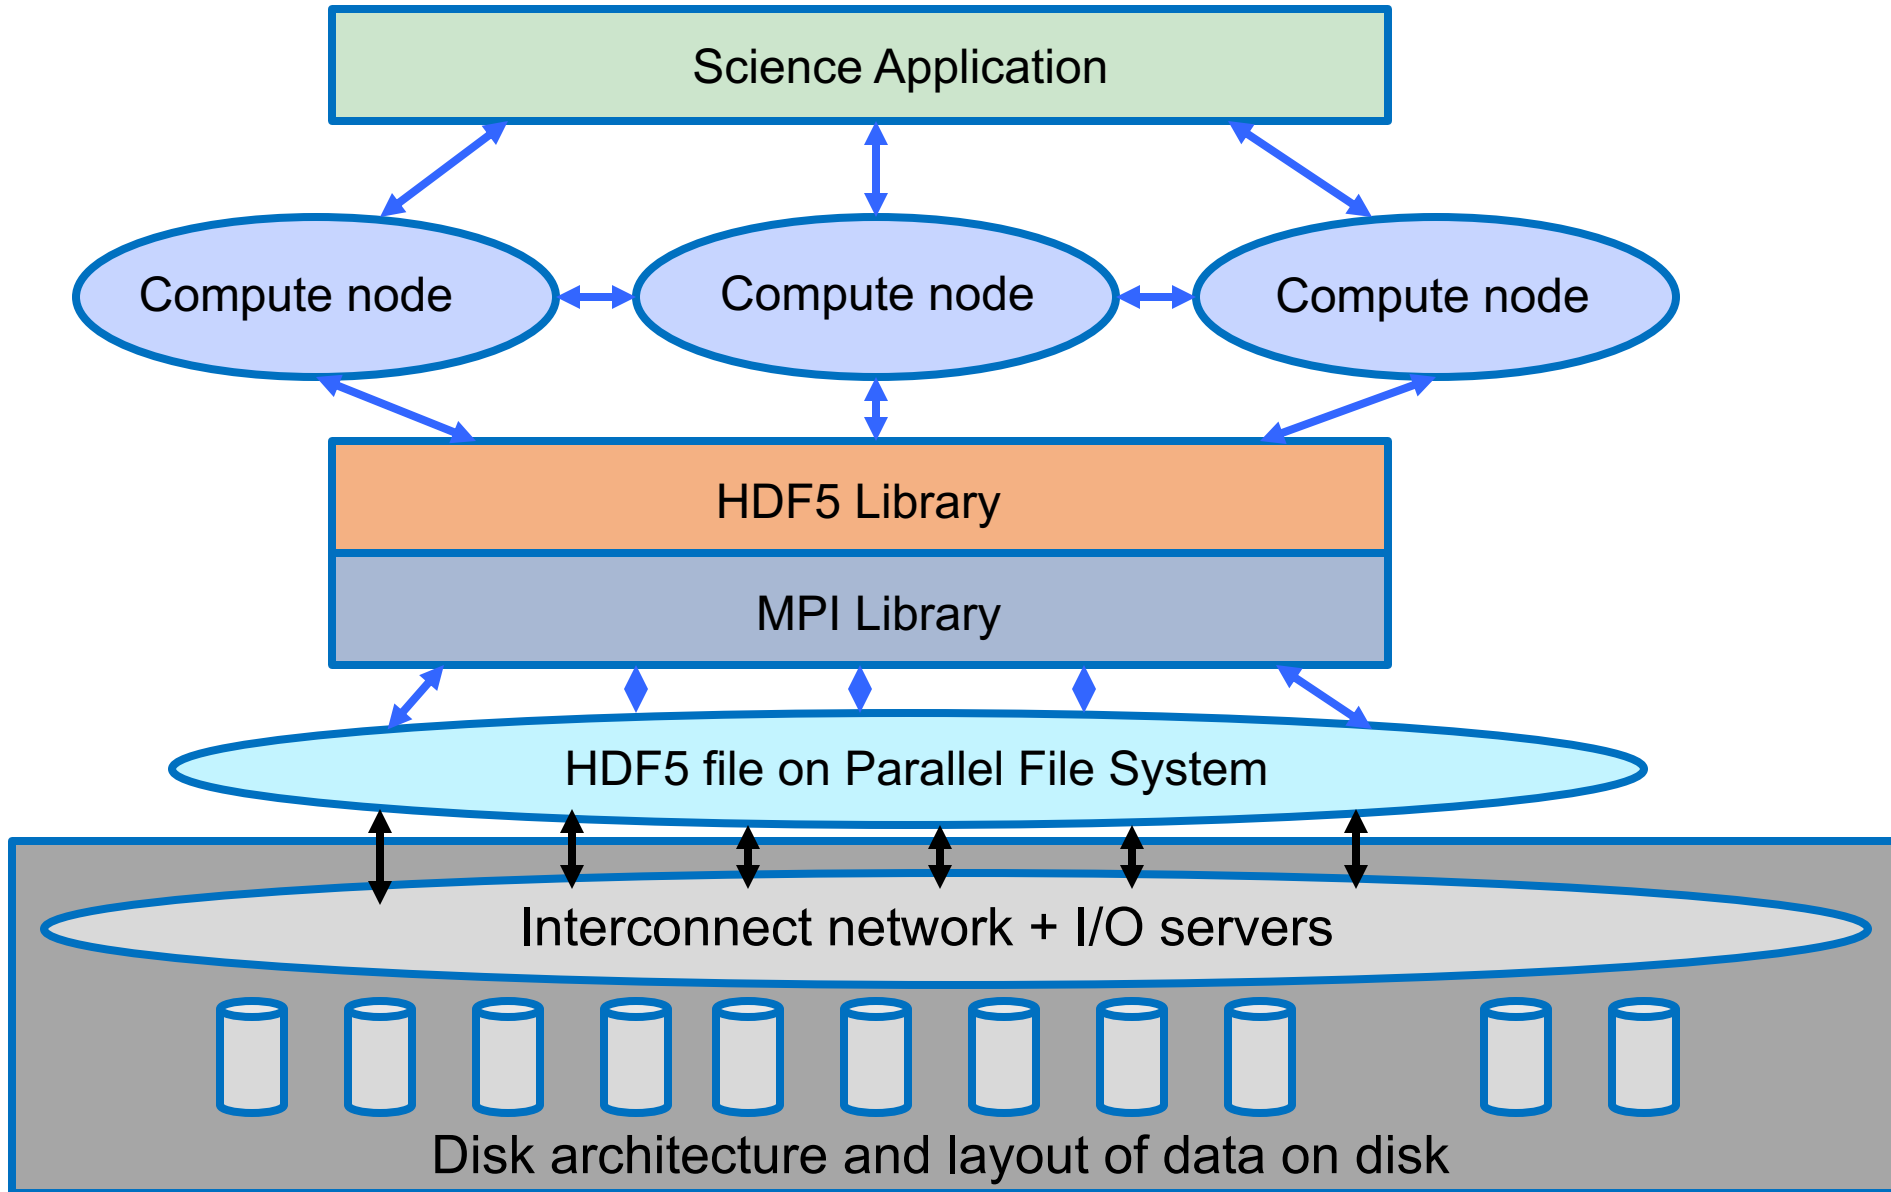 Science Application
Compute node
Compute node
Compute node
HDF5 Library
MPI Library
HDF5 file on Parallel File System
Interconnect network + I/O servers
Disk architecture and layout of data on disk